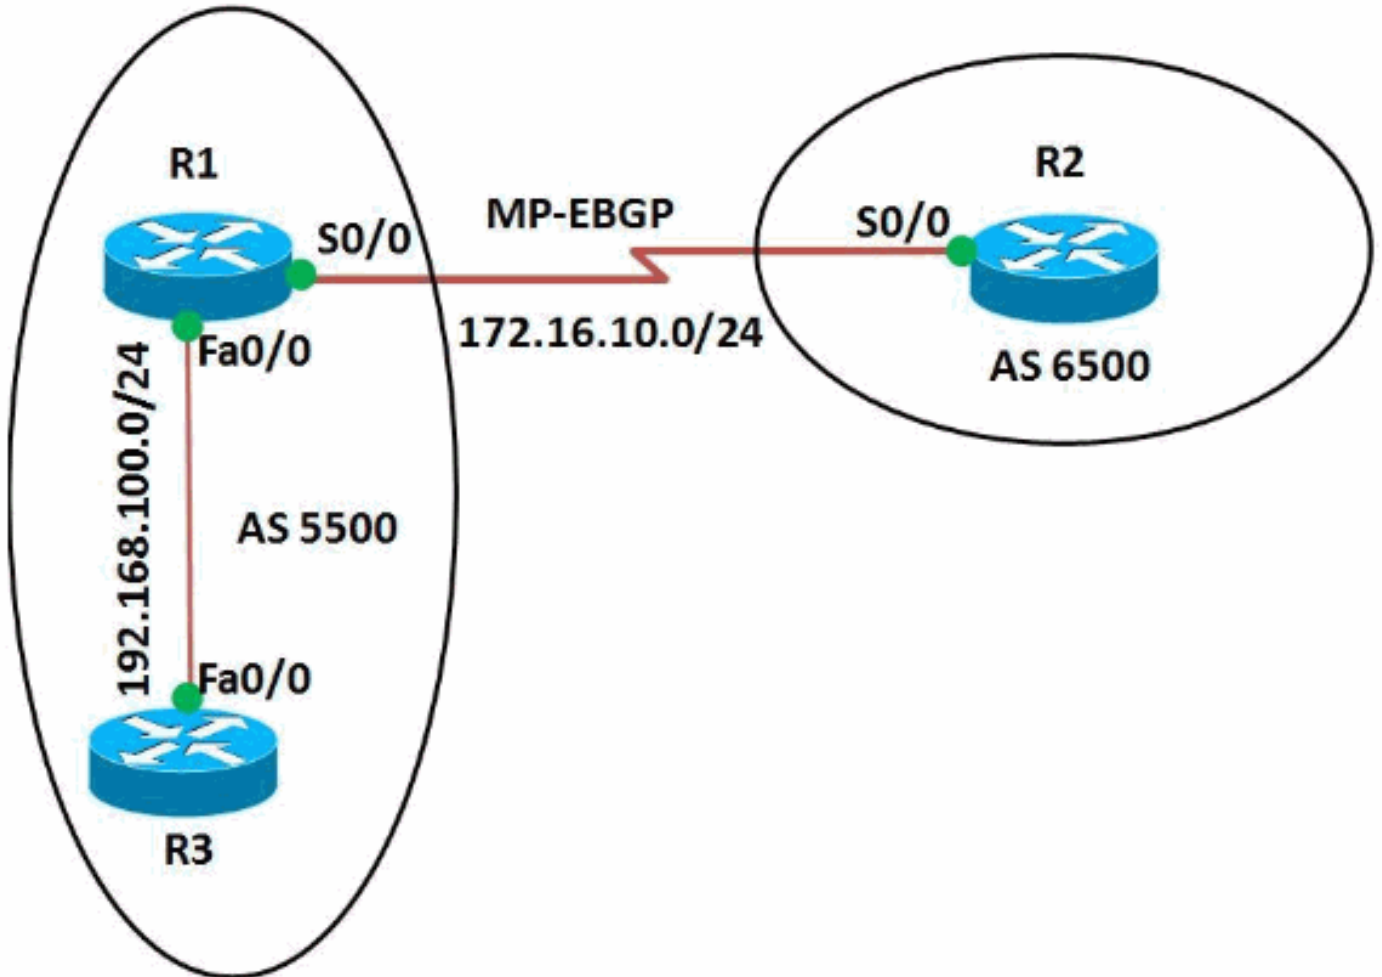 R1
R2
MP-EBGP
S0/0
S0/0
172.16.10.0/24
Fa0/0
AS 6500
192.168.100.0/24
AS 5500
Fa0/0
R3